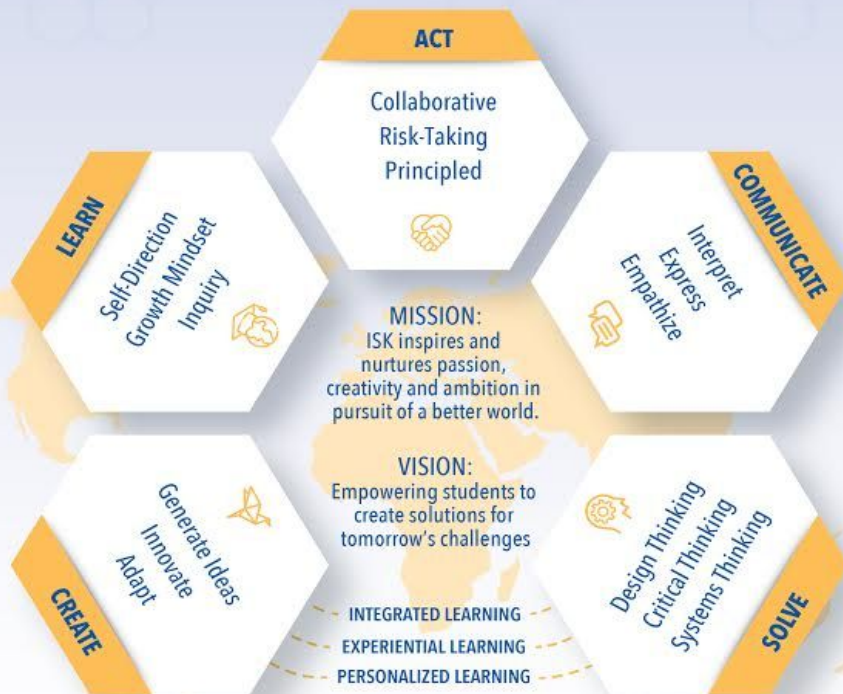 ACT
Collaborative
Risk-Taking
Principled
LEARN
Self-Direction
Growth Mindset
Inquiry
COMMUNICATE
Interpret
Express
Empathize
MISSION:
ISK inspires and
nurtures passion,
creativity and ambition in
pursuit of a better world.
VISION:
Empowering students to
create solutions for
tomorrow's challenges
CREATE
Generate Ideas
Innovate
Adapt
SOLVE
Design Thinking
Critical Thinking
Systems Thinking
INTEGRATED LEARNING
EXPERIENTIAL LEARNING
PERSONALIZED LEARNING